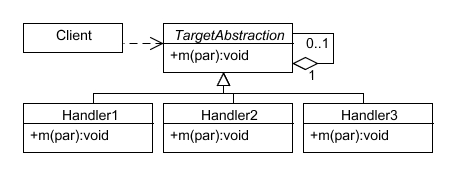 Client
TargetAbstraction
+m(par):void
0..1
1
Handler1
+m(par):void
Handler2
+m(par):void
Handler3
+m(par):void